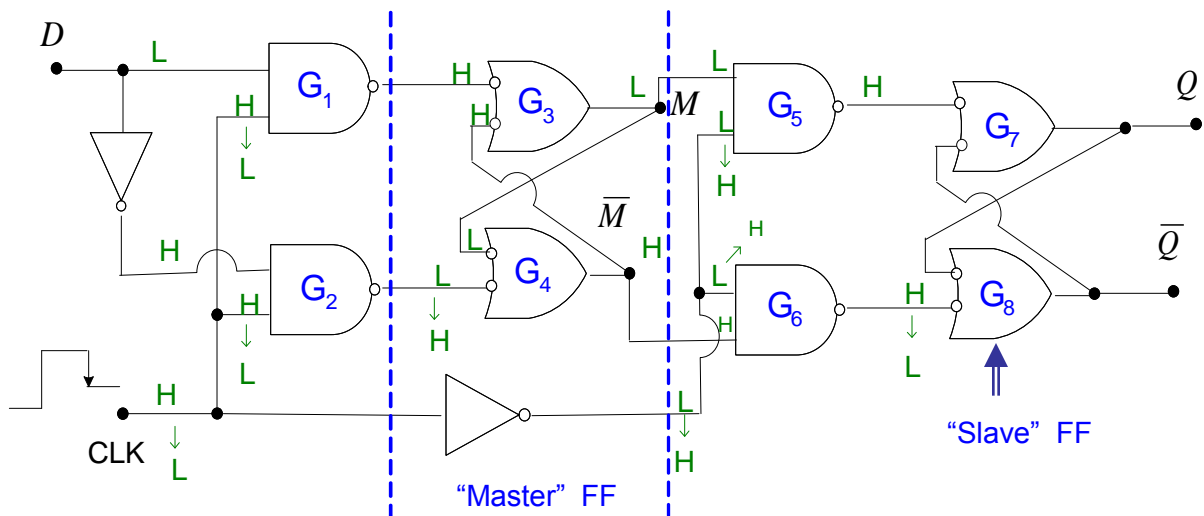 D
L
H
↓
L
G1
H
H
G3
L
M
L
L
↓
H
G5
H
G7
Q
H
H
↓
L
G2
L
↓
H
L
G4
M̅
H
L
↗
H
H
G6
H
↓
L
G8
Q̅
H
↓
L
CLK
L
↓
H
“Master” FF
“Slave” FF